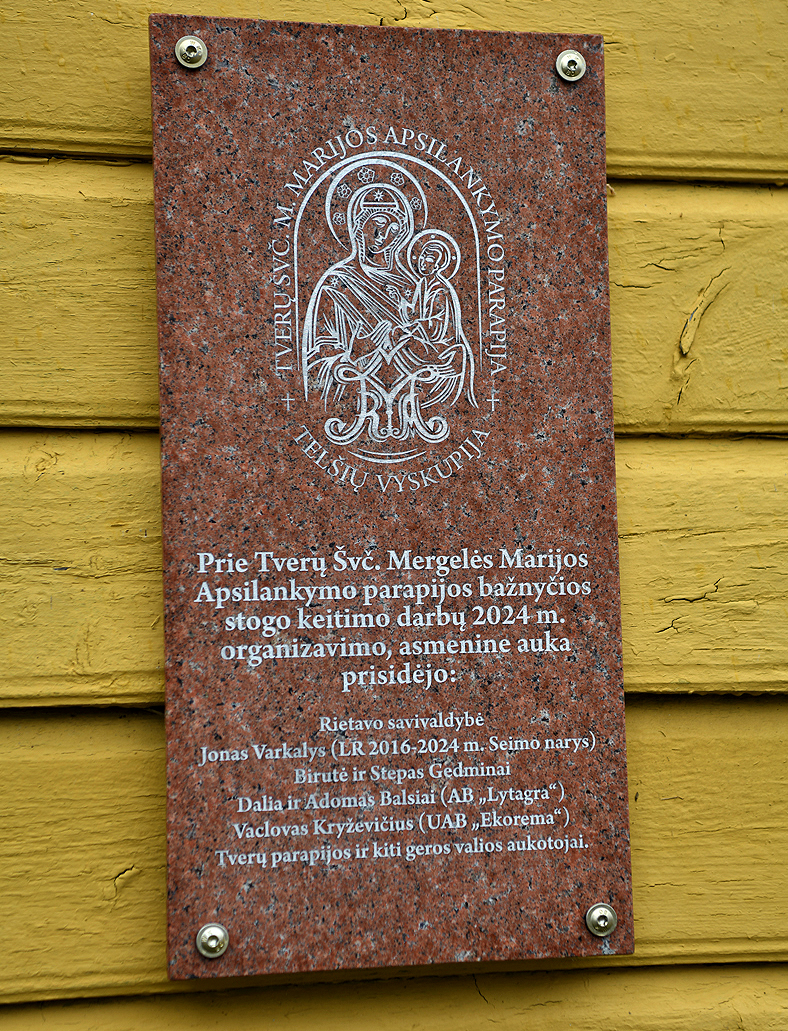 TVERŲ ŠVČ. M. MARIJOS APSILANKYMO PARAPIJA
TELŠIŲ VYSKUPIJA
Prie Tverų Švč. Mergelės Marijos
Apsilankymo parapijos bažnyčios
stogo keitimo darbų 2024 m.
organizavimo, asmenine auka
prisidėjo:
Rietavo savivaldybė
Jonas Varkalys (LR 2016-2024 m. Seimo narys)
Birutė ir Stepas Gedminai
Dalia ir Adomas Balsiai (AB „Lytagra“)
Vaclovas Kryževičius (UAB „Ekorema“)
Tverų parapijos ir kiti geros valios aukotojai.